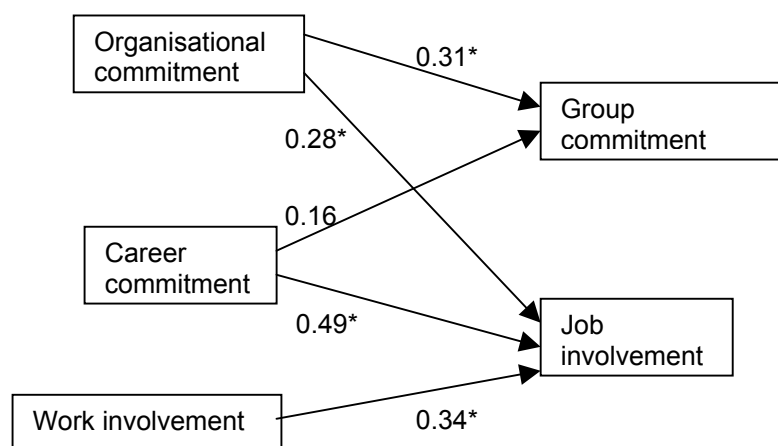 Organisational
commitment
0.31*
Group
commitment
0.28*
0.16
Career
commitment
0.49*
Job
involvement
Work involvement
0.34*